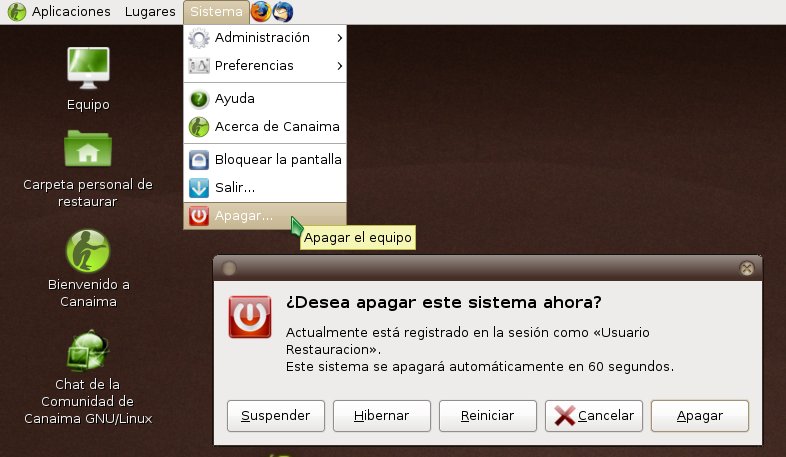 Aplicaciones Lugares Sistema
Administración
Preferencias
Ayuda
Acerca de Canaima
Bloquear la pantalla
Salir...
Apagar...
Apagar el equipo
Equipo
Carpeta personal de
restaurar
Bienvenido a
Canaima
Chat de la
Comunidad de
Canaima GNU/Linux
¿Desea apagar este sistema ahora?
Actualmente está registrado en la sesión como «Usuario
Restauracion».
Este sistema se apagará automáticamente en 60 segundos.
Suspender Hibernar Reiniciar Cancelar Apagar